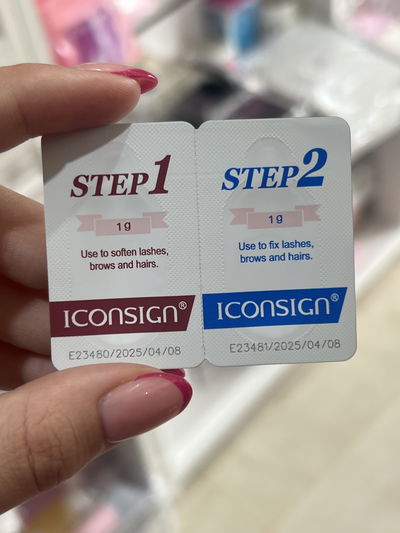 STEP1
1g
Use to soften lashes,
brows and hairs.
ICONSIGN®
E23480/2025/04/08
STEP2
1g
Use to fix lashes,
brows and hairs.
ICONSIGN®
E23481/2025/04/08